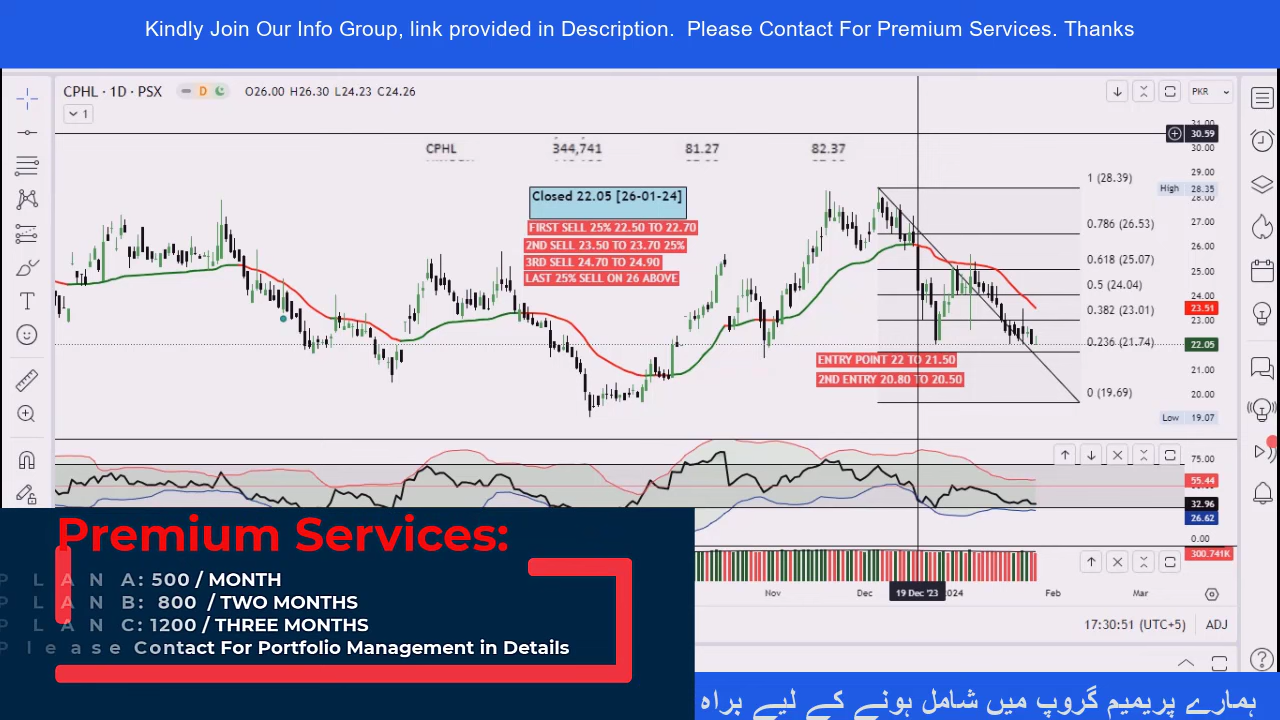 Kindly Join Our Info Group, link provided in Description.  Please Contact For Premium Services. Thanks
CPHL · 1D · PSX
D
O26.00 H26.30 L24.23 C24.26
PKR
1
31.00
30.59
CPHL 344,741 81.27 82.37
30.00
29.00
1 (28.39)
High 28.35
28.00
Closed 22.05 [26-01-24]
FIRST SELL 25% 22.50 TO 22.70
0.786 (26.53)
27.00
2ND SELL 23.50 TO 23.70 25%
26.00
3RD SELL 24.70 TO 24.90
0.618 (25.07)
25.00
LAST 25% SELL ON 26 ABOVE
0.5 (24.04)
24.00
23.51
0.382 (23.01)
23.00
0.236 (21.74)
22.05
ENTRY POINT 22 TO 21.50
21.00
2ND ENTRY 20.80 TO 20.50
0 (19.69)
20.00
Low 19.07
75.00
55.44
32.96
26.62
0.00
300.741K
Nov
Dec
19 Dec '23
2024
Feb
Mar
17:30:51 (UTC+5)
ADJ
Premium Services:
PLAN A: 500 / MONTH
PLAN B:  800  / TWO MONTHS
PLAN C: 1200 / THREE MONTHS
Please Contact For Portfolio Management in Details
ہمارے پریمیم گروپ میں شامل ہونے کے لیے براہ